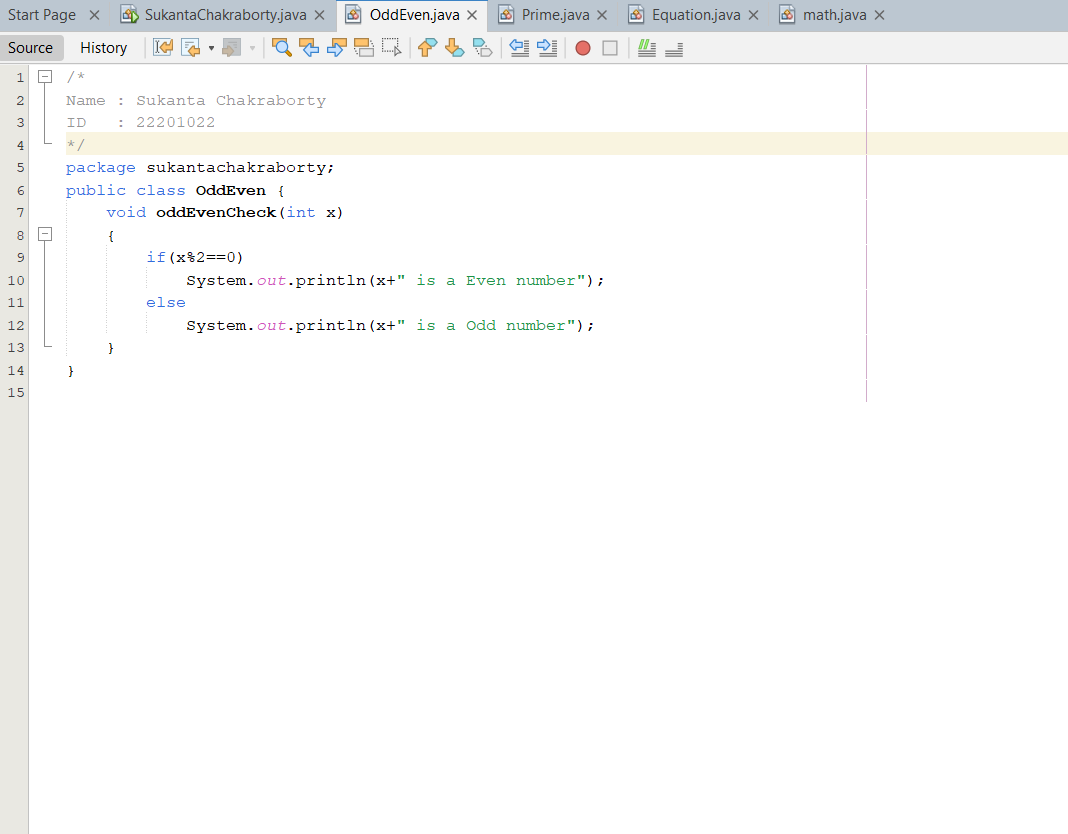 Start Page SukantaChakraborty.java OddEven.java Prime.java Equation.java math.java
Source History
1 /*
2 Name : Sukanta Chakraborty
3 ID   : 22201022
4 */
5 package sukantachakraborty;
6 public class OddEven {
7     void oddEvenCheck(int x)
8     {
9         if(x%2==0)
10             System.out.println(x+" is a Even number");
11         else
12             System.out.println(x+" is a Odd number");
13     }
14 }
15